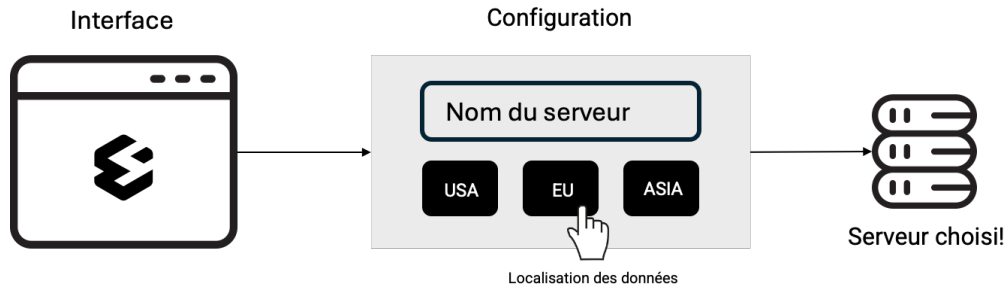 Interface
Configuration
Nom du serveur
USA
EU
ASIA
Localisation des données
Serveur choisi!